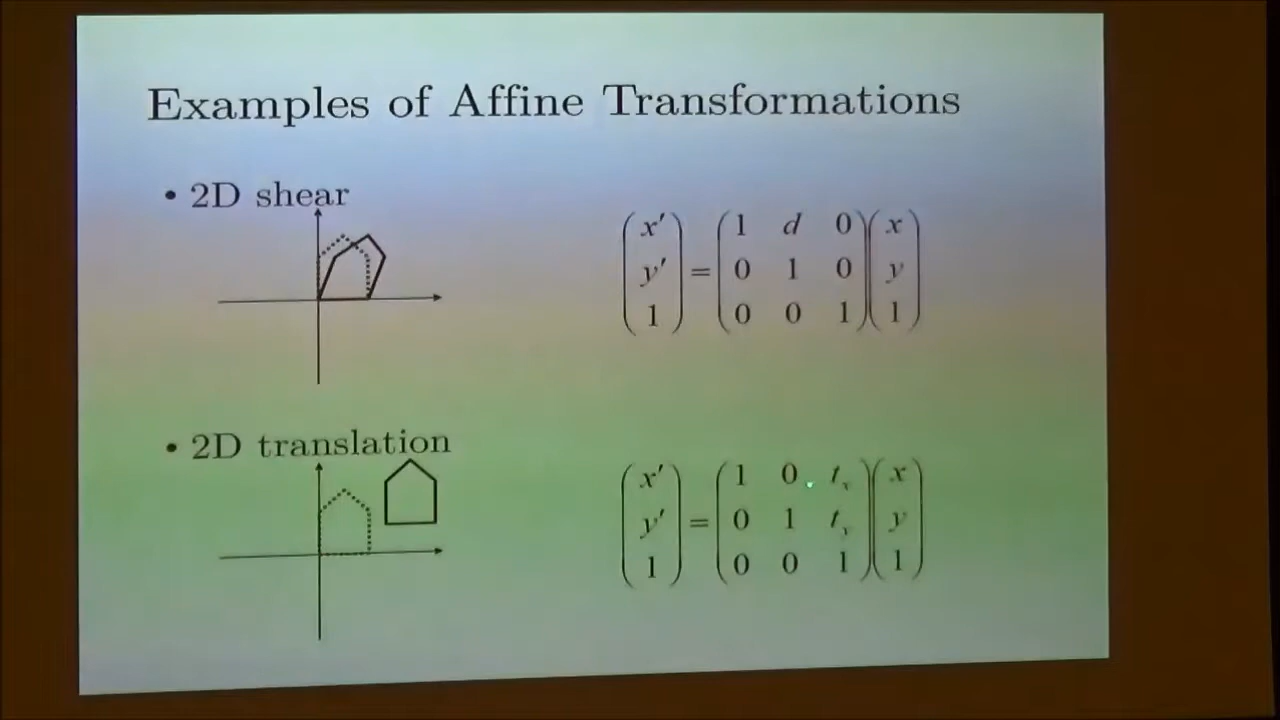 Examples of Affine Transformations
• 2D shear
( x′ ) = ( 1 d 0 ) ( x )
( y′ ) = ( 0 1 0 ) ( y )
( 1 ) = ( 0 0 1 ) ( 1 )
• 2D translation
( x′ ) = ( 1 0 tₓ ) ( x )
( y′ ) = ( 0 1 t_y ) ( y )
( 1 ) = ( 0 0 1 ) ( 1 )